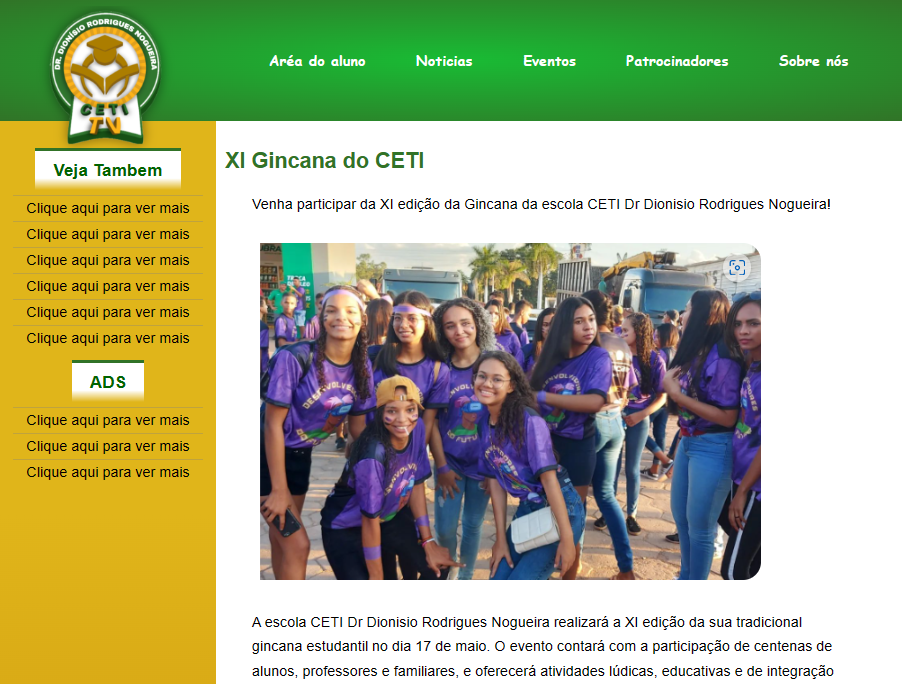 DR. DIONÍSIO RODRIGUES NOGUEIRA
CETI
TN
Aréa do aluno
Noticias
Eventos
Patrocinadores
Sobre nós
Veja Tambem
Clique aqui para ver mais
Clique aqui para ver mais
Clique aqui para ver mais
Clique aqui para ver mais
Clique aqui para ver mais
Clique aqui para ver mais
ADS
Clique aqui para ver mais
Clique aqui para ver mais
Clique aqui para ver mais
XI Gincana do CETI
Venha participar da XI edição da Gincana da escola CETI Dr Dionisio Rodrigues Nogueira!
A escola CETI Dr Dionisio Rodrigues Nogueira realizará a XI edição da sua tradicional
gincana estudantil no dia 17 de maio. O evento contará com a participação de centenas de
alunos, professores e familiares, e oferecerá atividades lúdicas, educativas e de integração